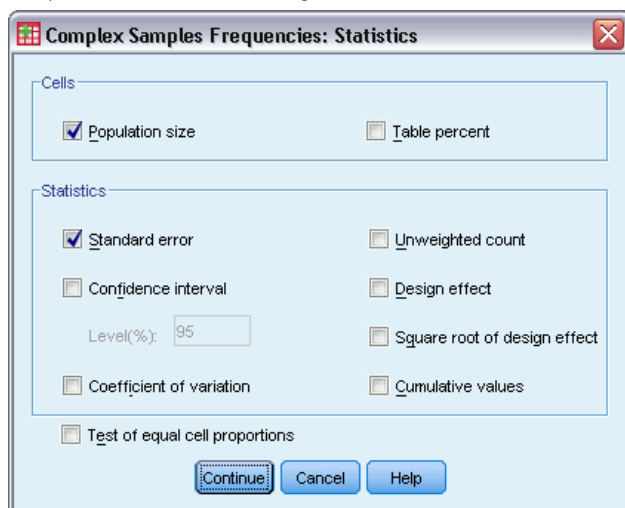 Complex Samples Frequencies: Statistics
Cells
Population size
Table percent
Statistics
Standard error
Unweighted count
Confidence interval
Design effect
Level(%): 95
Square root of design effect
Coefficient of variation
Cumulative values
Test of equal cell proportions
Continue Cancel Help